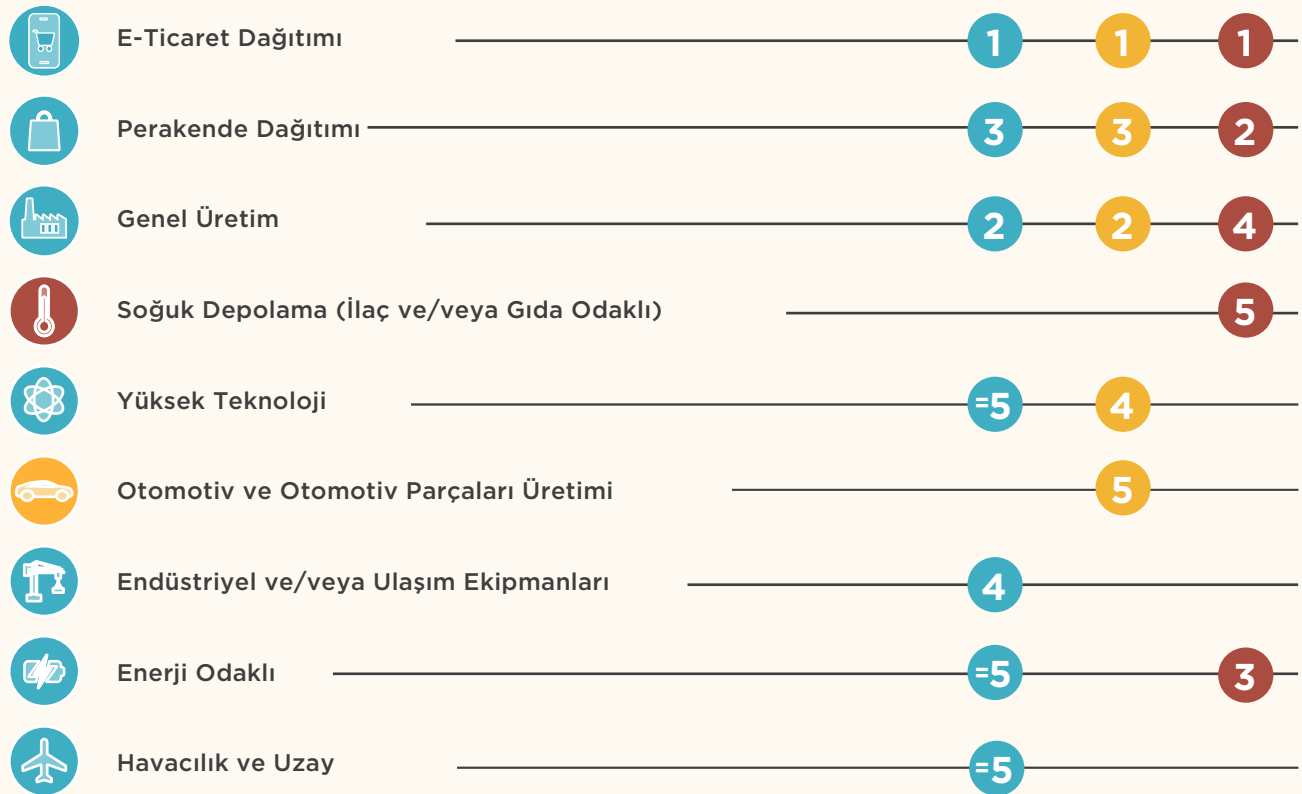 E-Ticaret Dağıtımı 1 1 1
Perakende Dağıtımı 3 3 2
Genel Üretim 2 2 4
Soğuk Depolama (İlaç ve/veya Gıda Odaklı) 5
Yüksek Teknoloji =5 4
Otomotiv ve Otomotiv Parçaları Üretimi 5
Endüstriyel ve/veya Ulaşım Ekipmanları 4
Enerji Odaklı =5 3
Havacılık ve Uzay =5